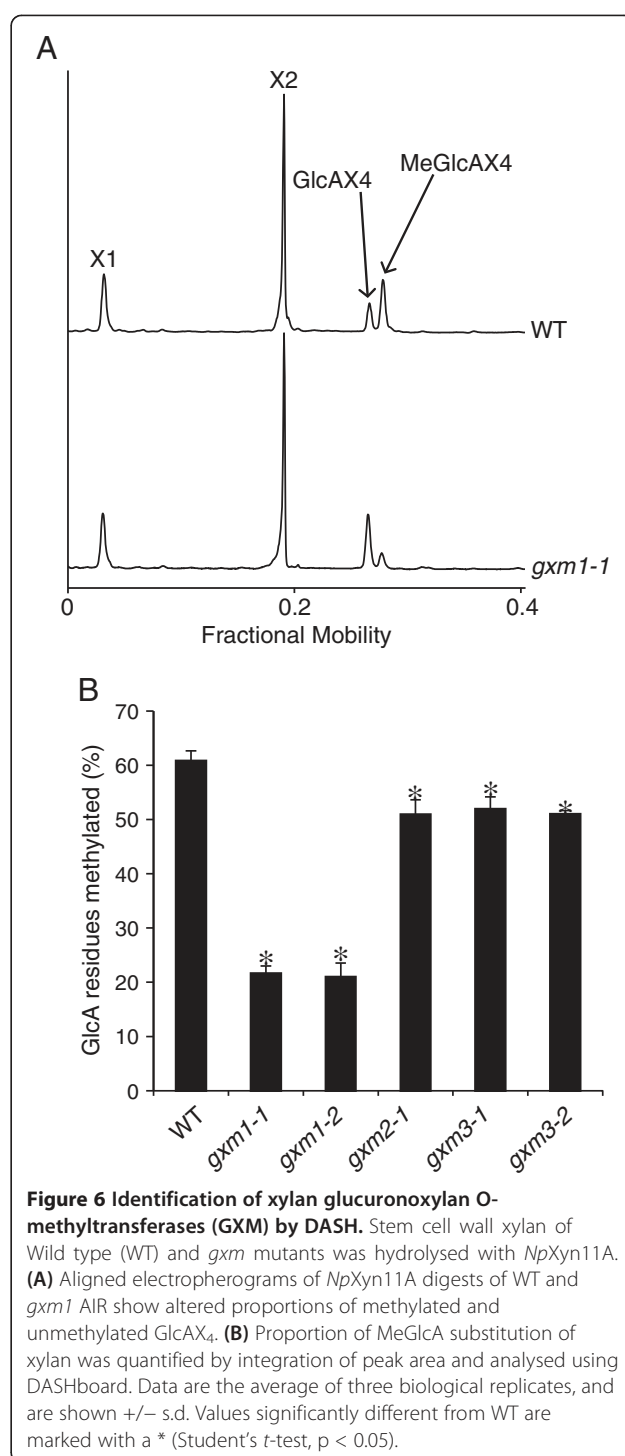 A
X2
GlcAX4
MeGlcAX4
X1
WT
gxm1-1
0
0.2
0.4
Fractional Mobility
B
GlcA residues methylated (%)
70
60
50
40
30
20
10
0
*
*
*
*
*
WT
gxm1-1
gxm1-2
gxm2-1
gxm3-1
gxm3-2
Figure 6 Identification of xylan glucuronoxylan O-
methyltransferases (GXM) by DASH. Stem cell wall xylan of
Wild type (WT) and gxm mutants was hydrolysed with NpXyn11A.
(A) Aligned electropherograms of NpXyn11A digests of WT and
gxm1 AIR show altered proportions of methylated and
unmethylated GlcAX₄. (B) Proportion of MeGlcA substitution of
xylan was quantified by integration of peak area and analysed using
DASHboard. Data are the average of three biological replicates, and
are shown +/− s.d. Values significantly different from WT are
marked with a * (Student's t-test, p < 0.05).